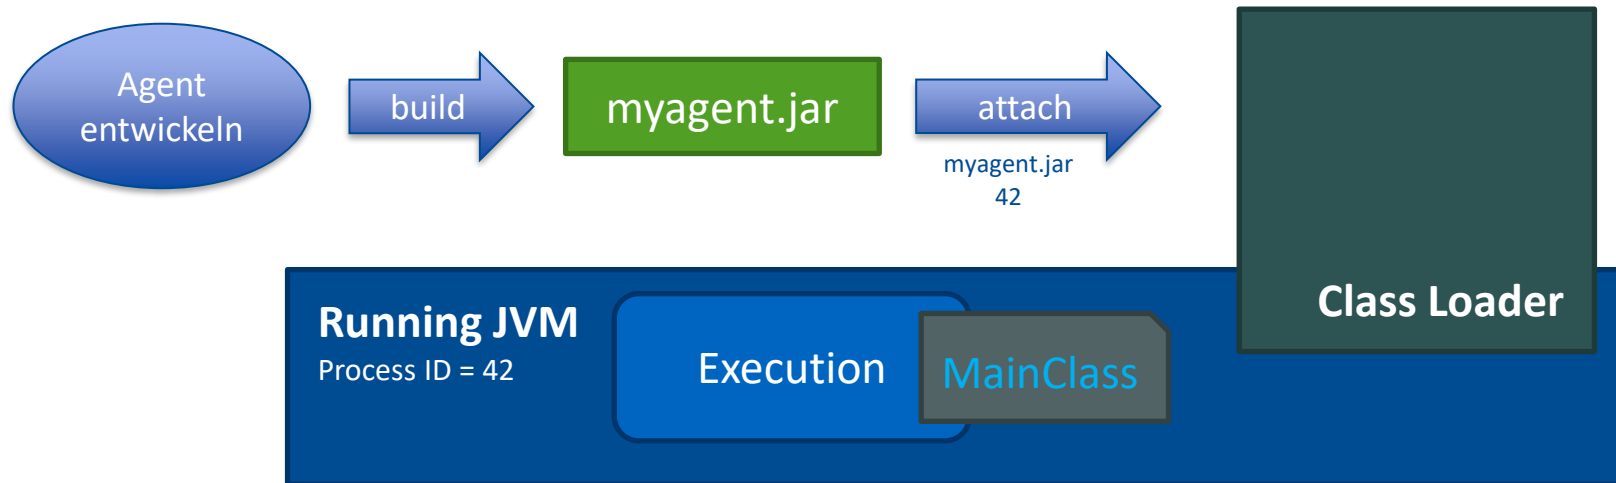 Agent
entwickeln
build
myagent.jar
attach
myagent.jar
42
Class Loader
Running JVM
Process ID = 42
Execution
MainClass